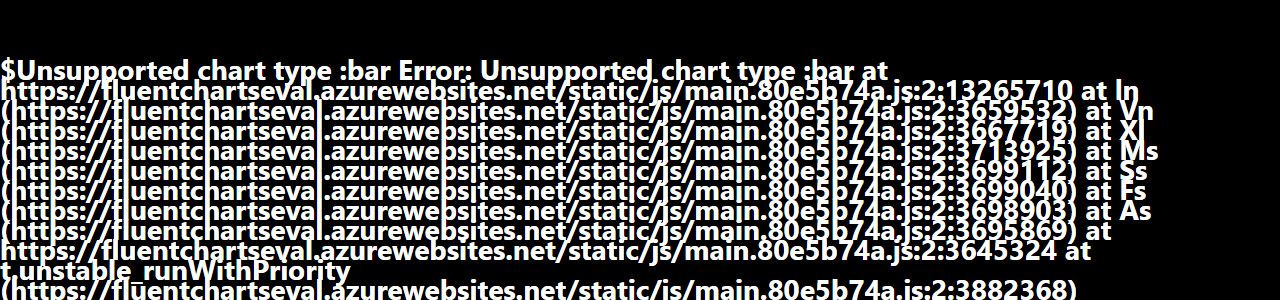 $Unsupported chart type :bar Error: Unsupported chart type :bar at
https://fluentchartseval.azurewebsites.net/static/js/main.80e5b74a.js:2:13265710 at ln
(https://fluentchartseval.azurewebsites.net/static/js/main.80e5b74a.js:2:3659532) at Vn
(https://fluentchartseval.azurewebsites.net/static/js/main.80e5b74a.js:2:3667719) at Xl
(https://fluentchartseval.azurewebsites.net/static/js/main.80e5b74a.js:2:3713925) at Ms
(https://fluentchartseval.azurewebsites.net/static/js/main.80e5b74a.js:2:3699112) at Ss
(https://fluentchartseval.azurewebsites.net/static/js/main.80e5b74a.js:2:3699040) at Fs
(https://fluentchartseval.azurewebsites.net/static/js/main.80e5b74a.js:2:3698903) at As
(https://fluentchartseval.azurewebsites.net/static/js/main.80e5b74a.js:2:3695869) at
https://fluentchartseval.azurewebsites.net/static/js/main.80e5b74a.js:2:3645324 at
t.unstable_runWithPriority
(https://fluentchartseval.azurewebsites.net/static/js/main.80e5b74a.js:2:3882368)